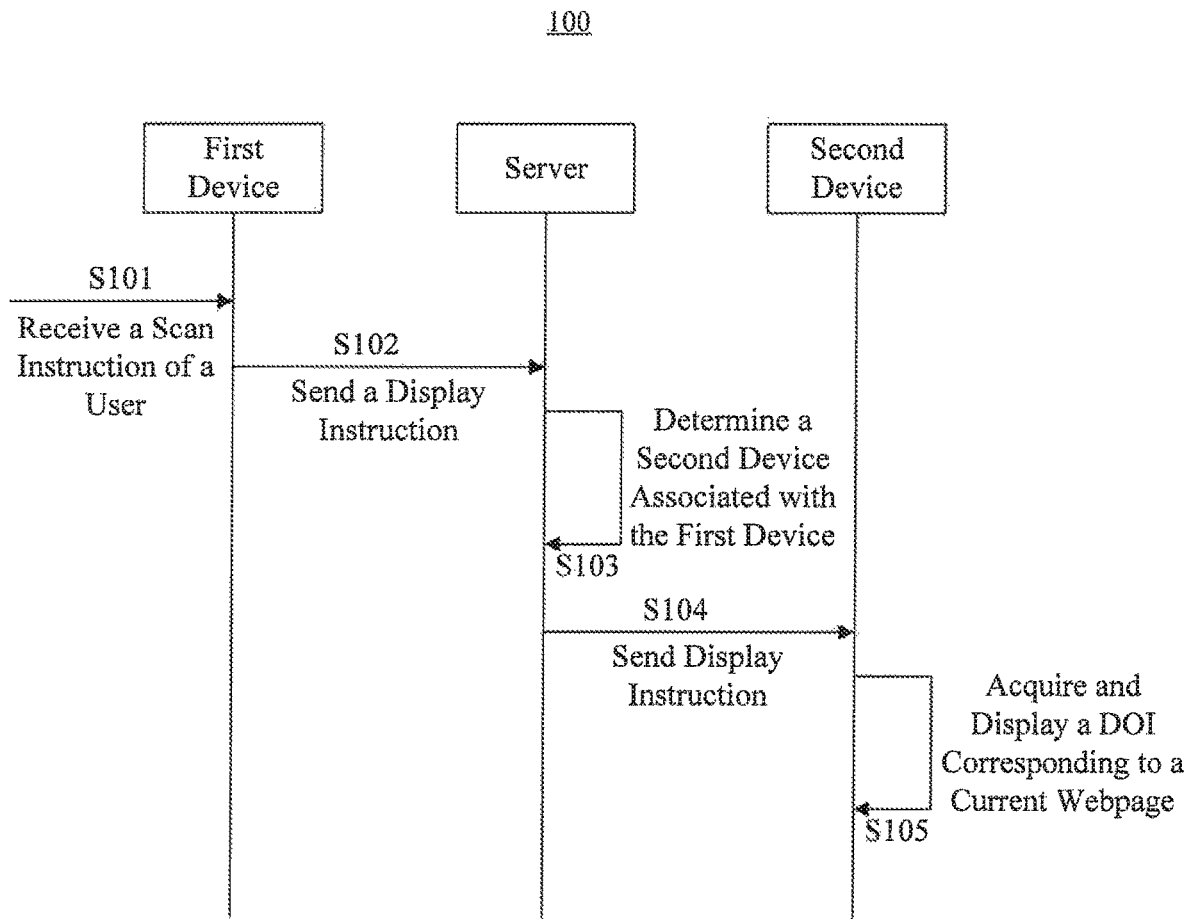 100
First
Device
Server
Second
Device
S101
Receive a Scan
Instruction of a
User
S102
Send a Display
Instruction
Determine a
Second Device
Associated with
the First Device
S103
S104
Send Display
Instruction
Acquire and
Display a DOI
Corresponding to a
Current Webpage
S105